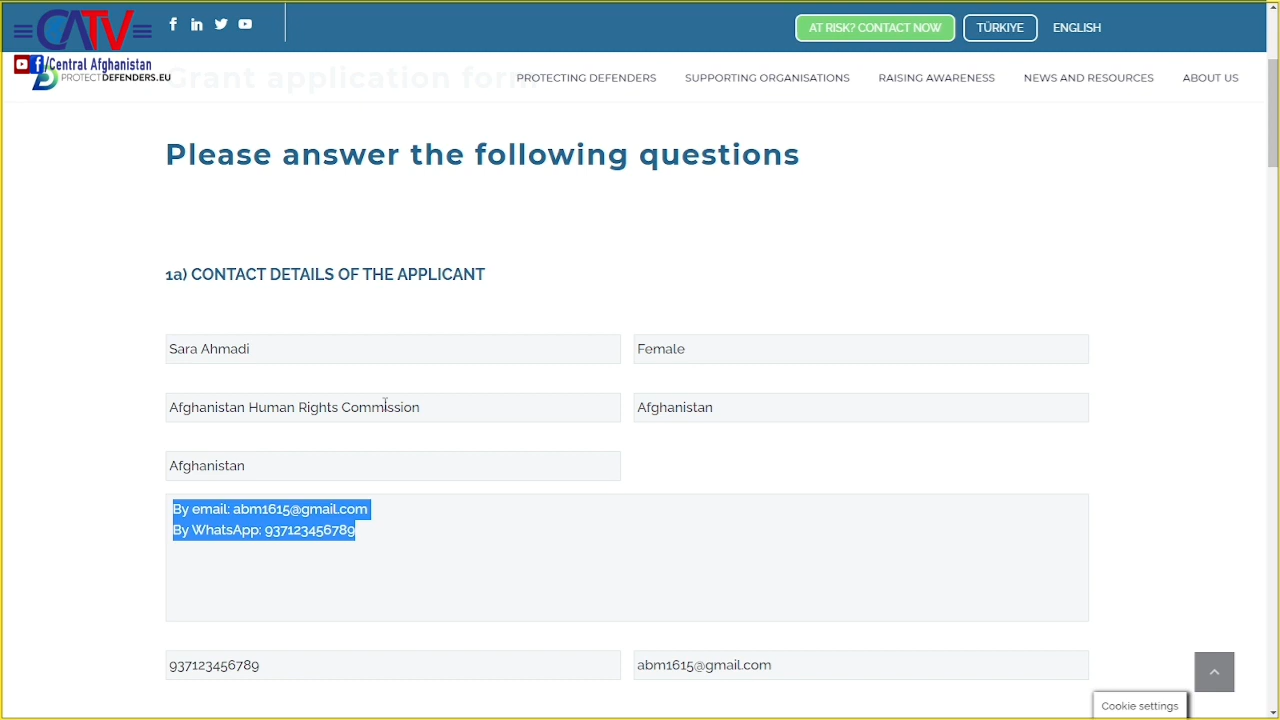 CATV
AT RISK? CONTACT NOW
TÜRKIYE
ENGLISH
/Central Afghanistan
PROTECTDEFENDERS.EU
Grant application form
PROTECTING DEFENDERS
SUPPORTING ORGANISATIONS
RAISING AWARENESS
NEWS AND RESOURCES
ABOUT US
Please answer the following questions
1a) CONTACT DETAILS OF THE APPLICANT
Sara Ahmadi
Female
Afghanistan Human Rights Commission
Afghanistan
Afghanistan
By email: abm1615@gmail.com
By WhatsApp: 937123456789
937123456789
abm1615@gmail.com
Cookie settings